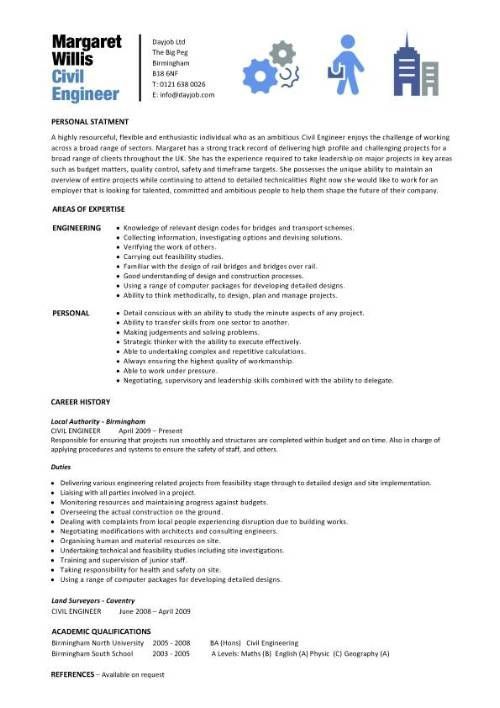 Margaret
Willis
Civil
Engineer
Dayjob Ltd
The Big Peg
Birmingham
B18 6NF
T: 0121 638 0026
E: info@dayjob.com
PERSONAL STATMENT
A highly resourceful, flexible and enthusiastic individual who as an ambitious Civil Engineer enjoys the challenge of working
across a broad range of sectors. Margaret has a strong track record of delivering high profile and challenging projects for a
broad range of clients throughout the UK. She has the experience required to take leadership on major projects in key areas
such as budget matters, quality control, safety and timeframe targets. She possesses the unique ability to maintain an
overview of entire projects while continuing to attend to detailed technicalities Right now she would like to work for an
employer that is looking for talented, committed and ambitious people to help them shape the future of their company.
AREAS OF EXPERTISE
ENGINEERING
• Knowledge of relevant design codes for bridges and transport schemes.
• Collecting information, investigating options and devising solutions.
• Verifying the work of others.
• Carrying out feasibility studies.
• Familiar with the design of rail bridges and bridges over rail.
• Good understanding of design and construction processes.
• Using a range of computer packages for developing detailed designs.
• Ability to think methodically, to design, plan and manage projects.
PERSONAL
• Detail conscious with an ability to study the minute aspects of any project.
• Ability to transfer skills from one sector to another.
• Making judgements and solving problems.
• Strategic thinker with the ability to execute effectively.
• Able to undertaking complex and repetitive calculations.
• Always ensuring the highest quality of workmanship.
• Able to work under pressure.
• Negotiating, supervisory and leadership skills combined with the ability to delegate.
CAREER HISTORY
Local Authority - Birmingham
CIVIL ENGINEER April 2009 – Present
Responsible for ensuring that projects run smoothly and structures are completed within budget and on time. Also in charge of
applying procedures and systems to ensure the safety of staff, and others.
Duties
• Delivering various engineering related projects from feasibility stage through to detailed design and site implementation.
• Liaising with all parties involved in a project.
• Monitoring resources and maintaining progress against budgets.
• Overseeing the actual construction on the ground.
• Dealing with complaints from local people experiencing disruption due to building works.
• Negotiating modifications with architects and consulting engineers.
• Organising human and material resources on site.
• Undertaking technical and feasibility studies including site investigations.
• Training and supervision of junior staff.
• Taking responsibility for health and safety on site.
• Using a range of computer packages for developing detailed designs.
Land Surveyors - Coventry
CIVIL ENGINEER June 2008 – April 2009
ACADEMIC QUALIFICATIONS
Birmingham North University 2005 - 2008 BA (Hons) Civil Engineering
Birmingham South School 2003 - 2005 A Levels: Maths (B) English (A) Physic (C) Geography (A)
REFERENCES – Available on request